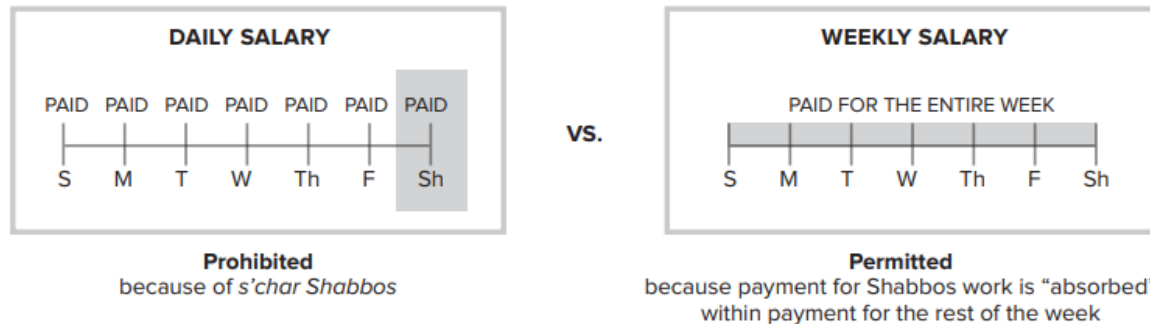 DAILY SALARY
PAID PAID PAID PAID PAID PAID PAID
S M T W Th F Sh
Prohibited
because of s'char Shabbos
VS.
WEEKLY SALARY
PAID FOR THE ENTIRE WEEK
S M T W Th F Sh
Permitted
because payment for Shabbos work is “absorbed”
within payment for the rest of the week